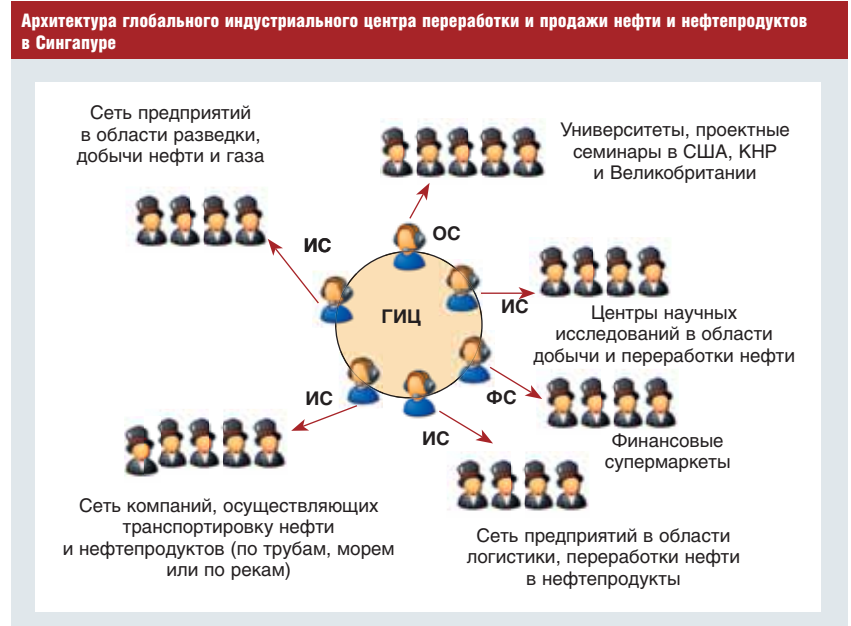 Архитектура глобального индустриального центра переработки и продажи нефти и нефтепродуктов
в Сингапуре
Сеть предприятий
в области разведки,
добычи нефти и газа
Университеты, проектные
семинары в США, КНР
и Великобритании
ИС
ОС
ГИЦ
ИС
Центры научных
исследований в области
добычи и переработки нефти
ИС
ФС
ИС
Финансовые
супермаркеты
Сеть компаний, осуществляющих
транспортировку нефти
и нефтепродуктов (по трубам, морем
или по рекам)
Сеть предприятий в области
логистики, переработки нефти
в нефтепродукты